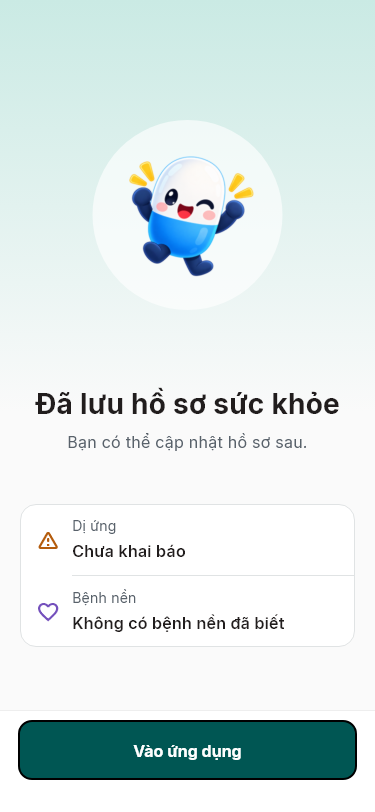 Đã lưu hồ sơ sức khỏe
Bạn có thể cập nhật hồ sơ sau.
Dị ứng
Chưa khai báo
Bệnh nền
Không có bệnh nền đã biết
Vào ứng dụng